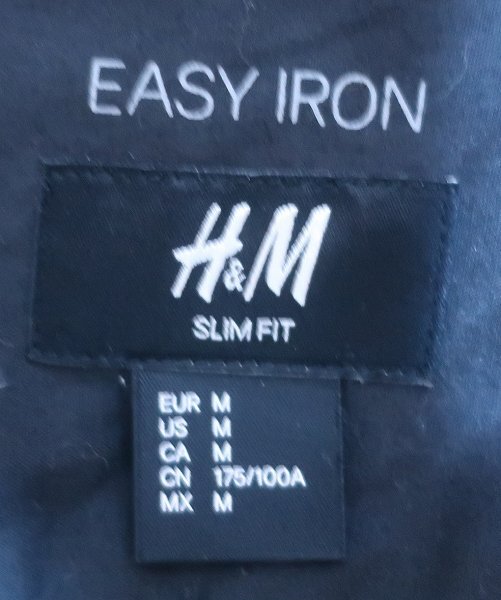 EASY IRON
H&M
SLIM FIT
EUR M
US M
CA M
CN 175/100A
MX M